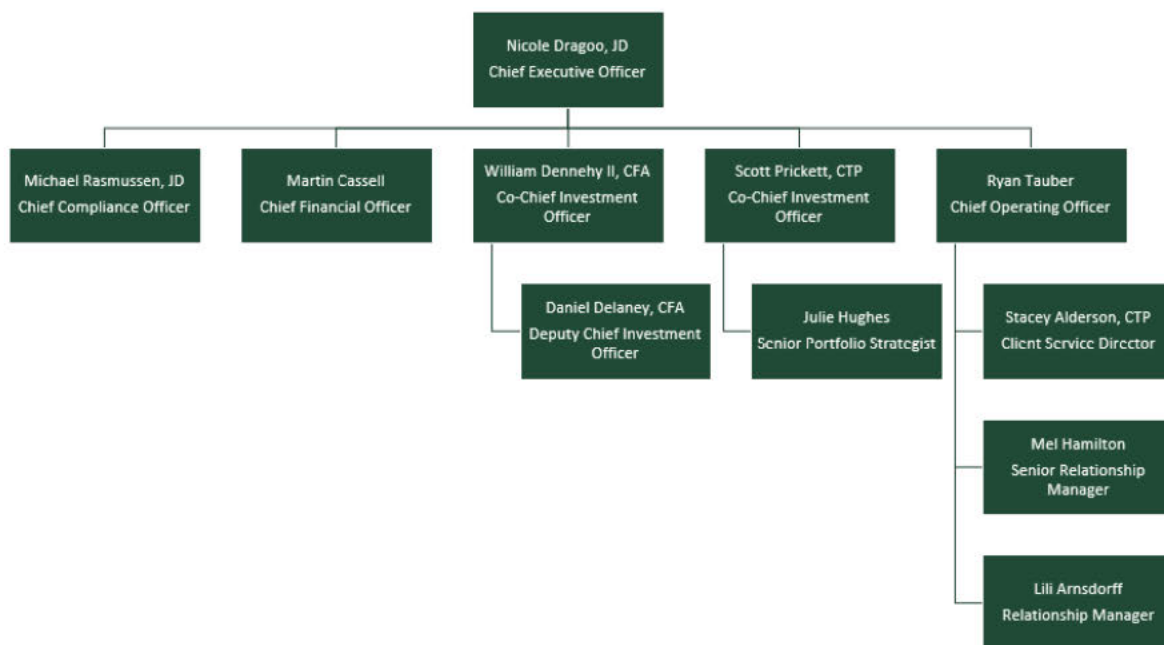 Nicole Dragoo, JD
Chief Executive Officer
Michael Rasmussen, JD
Chief Compliance Officer
Martin Cassell
Chief Financial Officer
William Dennehy II, CFA
Co-Chief Investment
Officer
Scott Prickett, CTP
Co-Chief Investment
Officer
Ryan Tauber
Chief Operating Officer
Daniel Delaney, CFA
Deputy Chief Investment
Officer
Julie Hughes
Senior Portfolio Strategist
Stacey Alderson, CTP
Client Service Director
Mel Hamilton
Senior Relationship
Manager
Lili Arnsdorff
Relationship Manager